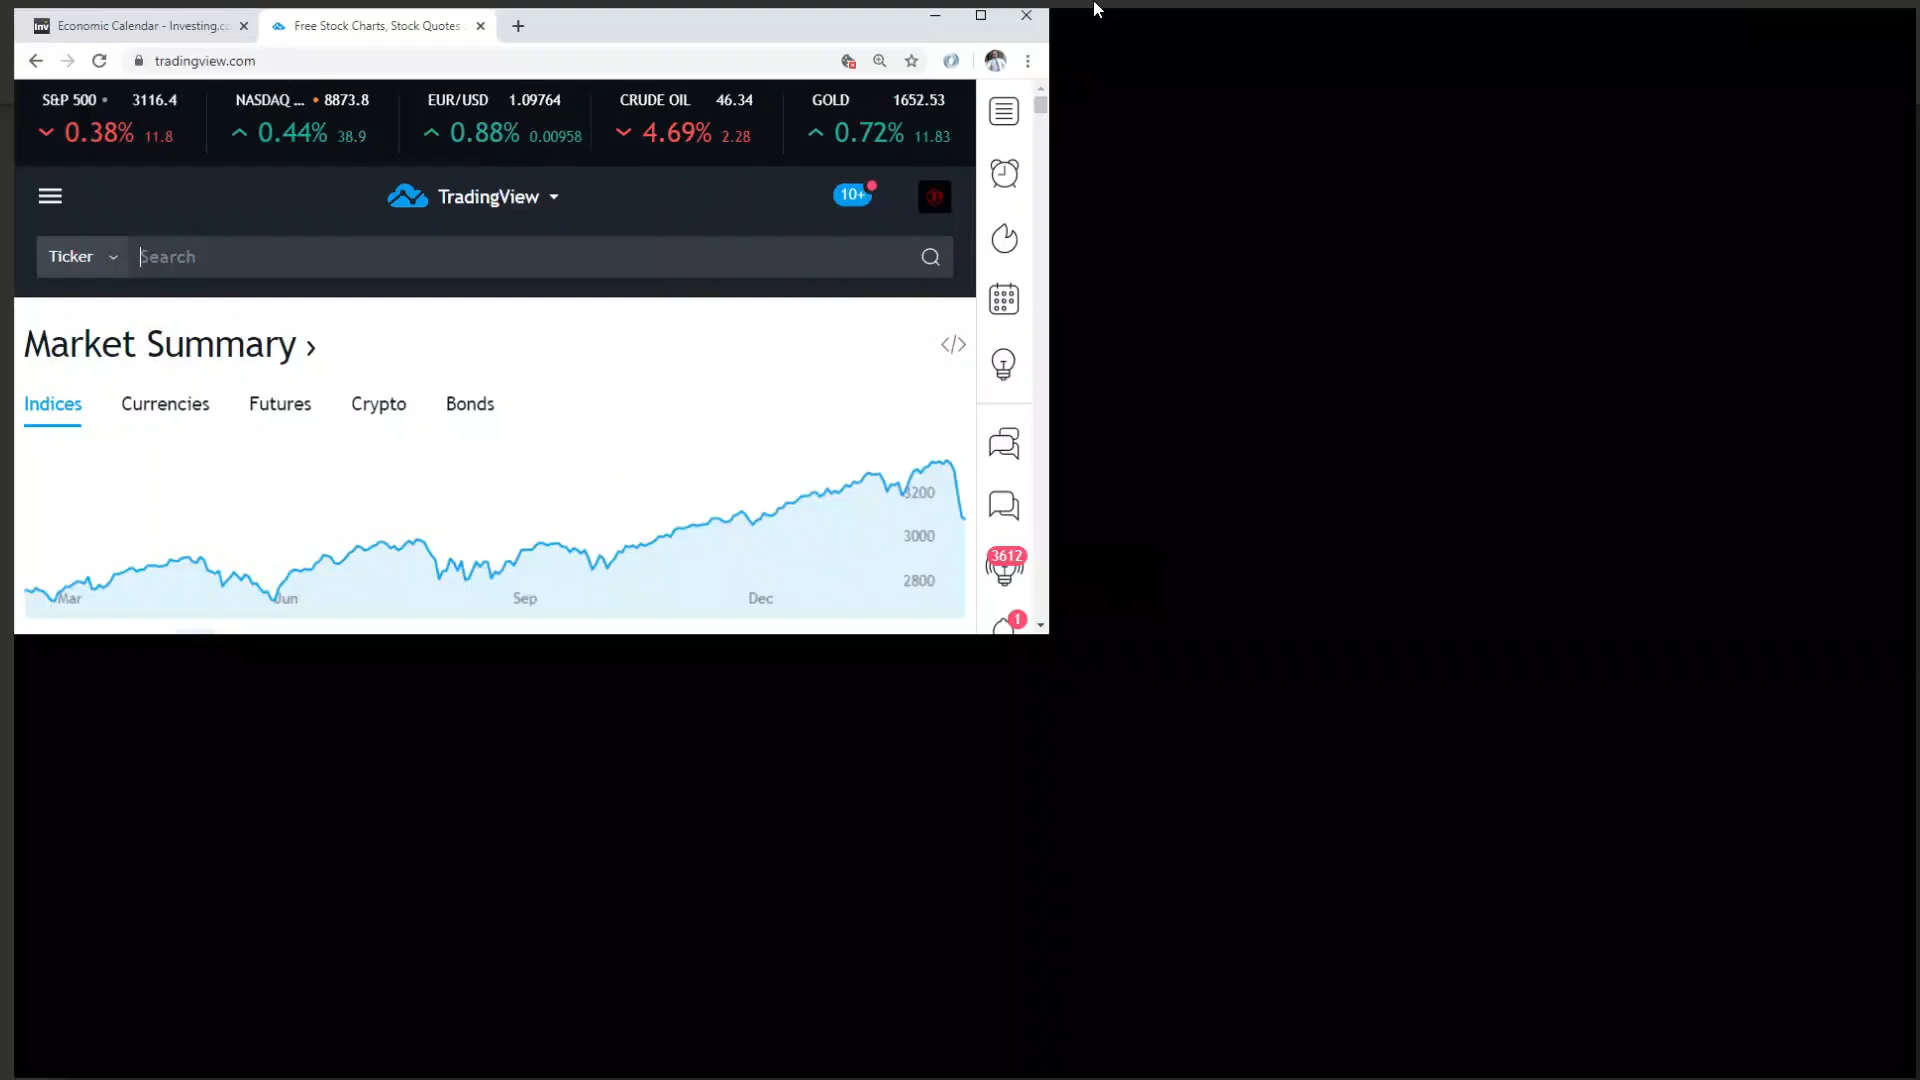 Economic Calendar - Investing.c
Free Stock Charts, Stock Quotes
tradingview.com
S&P 500 3116.4
0.38% 11.8
NASDAQ ... 8873.8
0.44% 38.9
EUR/USD 1.09764
0.88% 0.00958
CRUDE OIL 46.34
4.69% 2.28
GOLD 1652.53
0.72% 11.83
TradingView
10+
Ticker
Search
Market Summary ›
</>
Indices Currencies Futures Crypto Bonds
3200
3000
2800
Mar Jun Sep Dec
3612
1